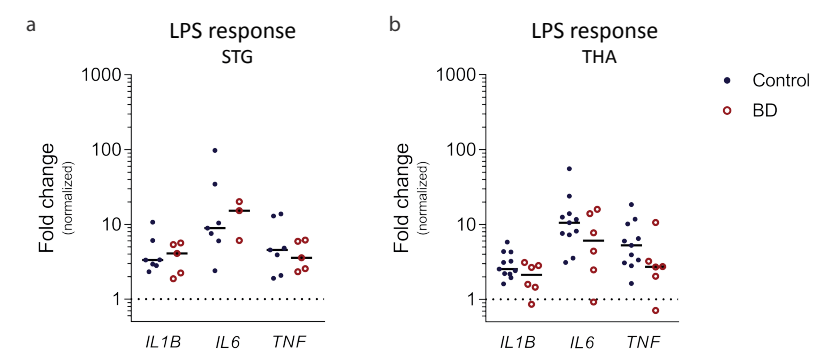 a
LPS response
STG
1000
100
10
1
Fold change
(normalized)
IL1B IL6 TNF
b
LPS response
THA
1000
100
10
1
Fold change
(normalized)
IL1B IL6 TNF
Control
BD